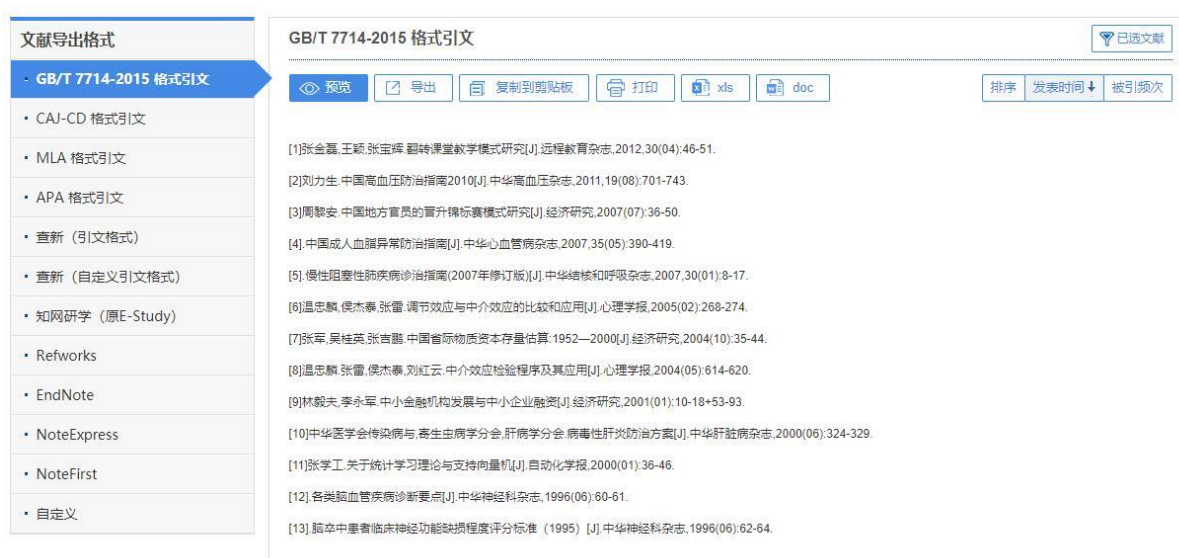 文献导出格式
GB/T 7714-2015 格式引文
CAJ-CD 格式引文
MLA 格式引文
APA 格式引文
查新（引文格式）
查新（自定义引文格式）
知网研学（原E-Study）
Refworks
EndNote
NoteExpress
NoteFirst
自定义
GB/T 7714-2015 格式引文
已选文献
预览 导出 复制到剪贴板 打印 xls doc
排序 发表时间 被引频次
[1]张金磊,王颖,张宝辉.翻转课堂教学模式研究[J].远程教育杂志,2012,30(04):46-51.
[2]刘力生.中国高血压防治指南2010[J].中华高血压杂志,2011,19(08):701-743.
[3]周黎安.中国地方官员的晋升锦标赛模式研究[J].经济研究,2007(07):36-50.
[4].中国成人血脂异常防治指南[J].中华心血管病杂志,2007,35(05):390-419.
[5].慢性阻塞性肺疾病诊治指南(2007年修订版)[J].中华结核和呼吸杂志,2007,30(01):8-17.
[6]温忠麟,侯杰泰,张雷.调节效应与中介效应的比较和应用[J].心理学报,2005(02):268-274.
[7]张军,吴桂英,张吉鹏.中国省际物质资本存量估算:1952—2000[J].经济研究,2004(10):35-44.
[8]温忠麟.张雷,侯杰泰,刘红云.中介效应检验程序及其应用[J].心理学报,2004(05):614-620.
[9]林毅夫,李永军.中小金融机构发展与中小企业融资[J].经济研究,2001(01):10-18+53-93.
[10]中华医学会传染病与,寄生虫病学分会,肝病学分会.病毒性肝炎防治方案[J].中华肝脏病杂志,2000(06):324-329.
[11]张学工.关于统计学习理论与支持向量机[J].自动化学报,2000(01):36-46.
[12].各类脑血管疾病诊断要点[J].中华神经科杂志,1996(06):60-61.
[13].脑卒中患者临床神经功能缺损程度评分标准（1995）[J].中华神经科杂志,1996(06):62-64.